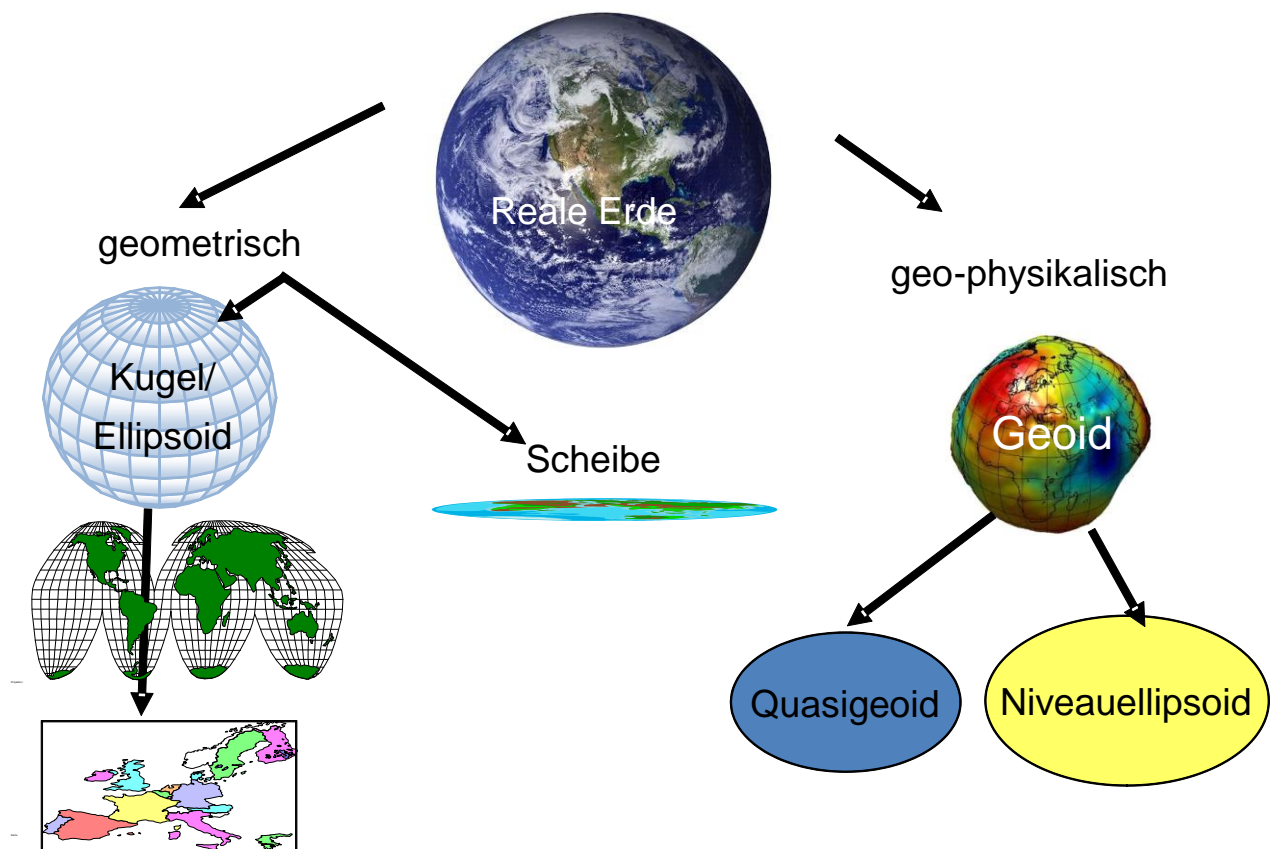 Reale Erde
geometrisch
geo-physikalisch
Kugel/
Ellipsoid
Scheibe
Geoid
Quasigeoid
Niveauellipsoid